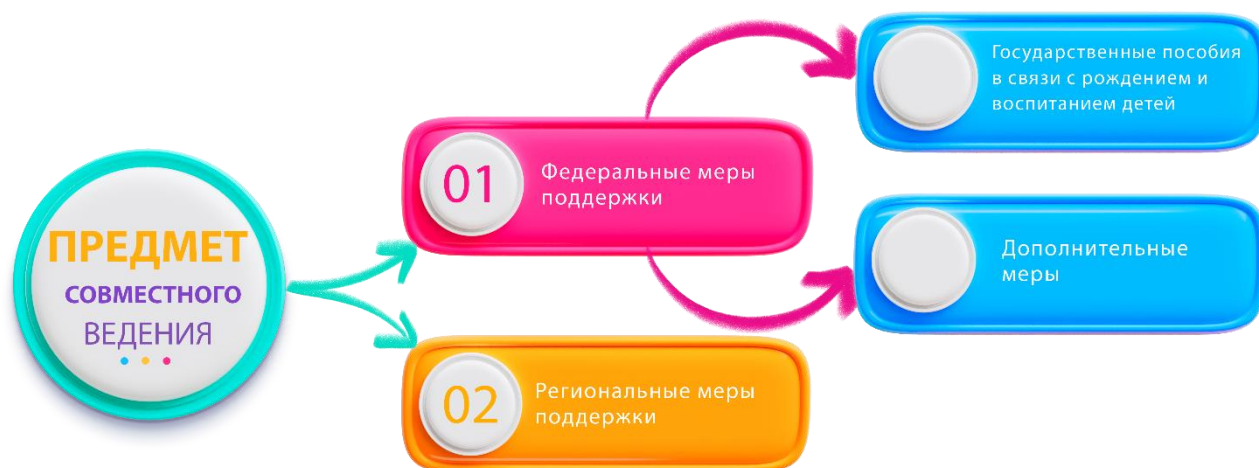 ПРЕДМЕТ
СОВМЕСТНОГО
ВЕДЕНИЯ
01
Федеральные меры
поддержки
Государственные пособия
в связи с рождением и
воспитанием детей
Дополнительные
меры
02
Региональные меры
поддержки